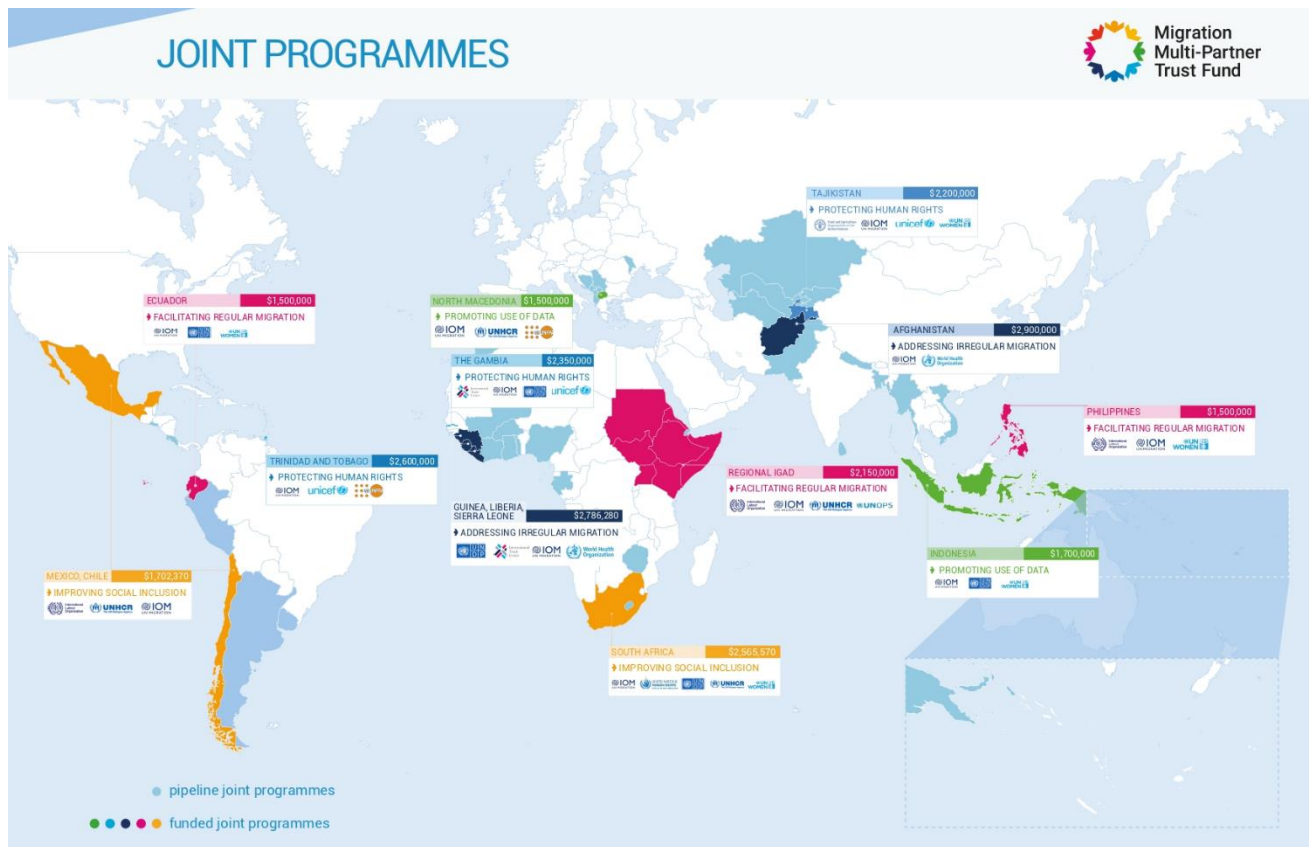 JOINT PROGRAMMES
Migration
Multi-Partner
Trust Fund
TAJIKISTAN $2,200,000
PROTECTING HUMAN RIGHTS
IOM unicef UN WOMEN
ECUADOR $1,500,000
FACILITATING REGULAR MIGRATION
IOM UN WOMEN
NORTH MACEDONIA $1,500,000
PROMOTING USE OF DATA
IOM UNHCR
AFGHANISTAN $2,900,000
ADDRESSING IRREGULAR MIGRATION
IOM World Health Organization
THE GAMBIA $2,350,000
PROTECTING HUMAN RIGHTS
IOM unicef
PHILIPPINES $1,500,000
FACILITATING REGULAR MIGRATION
IOM UN WOMEN
TRINIDAD AND TOBAGO $2,600,000
PROTECTING HUMAN RIGHTS
IOM unicef
REGIONAL IGAD $2,150,000
FACILITATING REGULAR MIGRATION
IOM UNHCR UNOPS
GUINEA, LIBERIA,
SIERRA LEONE $2,786,280
ADDRESSING IRREGULAR MIGRATION
IOM World Health Organization
INDONESIA $1,700,000
PROMOTING USE OF DATA
IOM UN WOMEN
MEXICO, CHILE $1,702,370
IMPROVING SOCIAL INCLUSION
UNHCR IOM
SOUTH AFRICA $2,505,570
IMPROVING SOCIAL INCLUSION
IOM UNHCR UN WOMEN
pipeline joint programmes
funded joint programmes